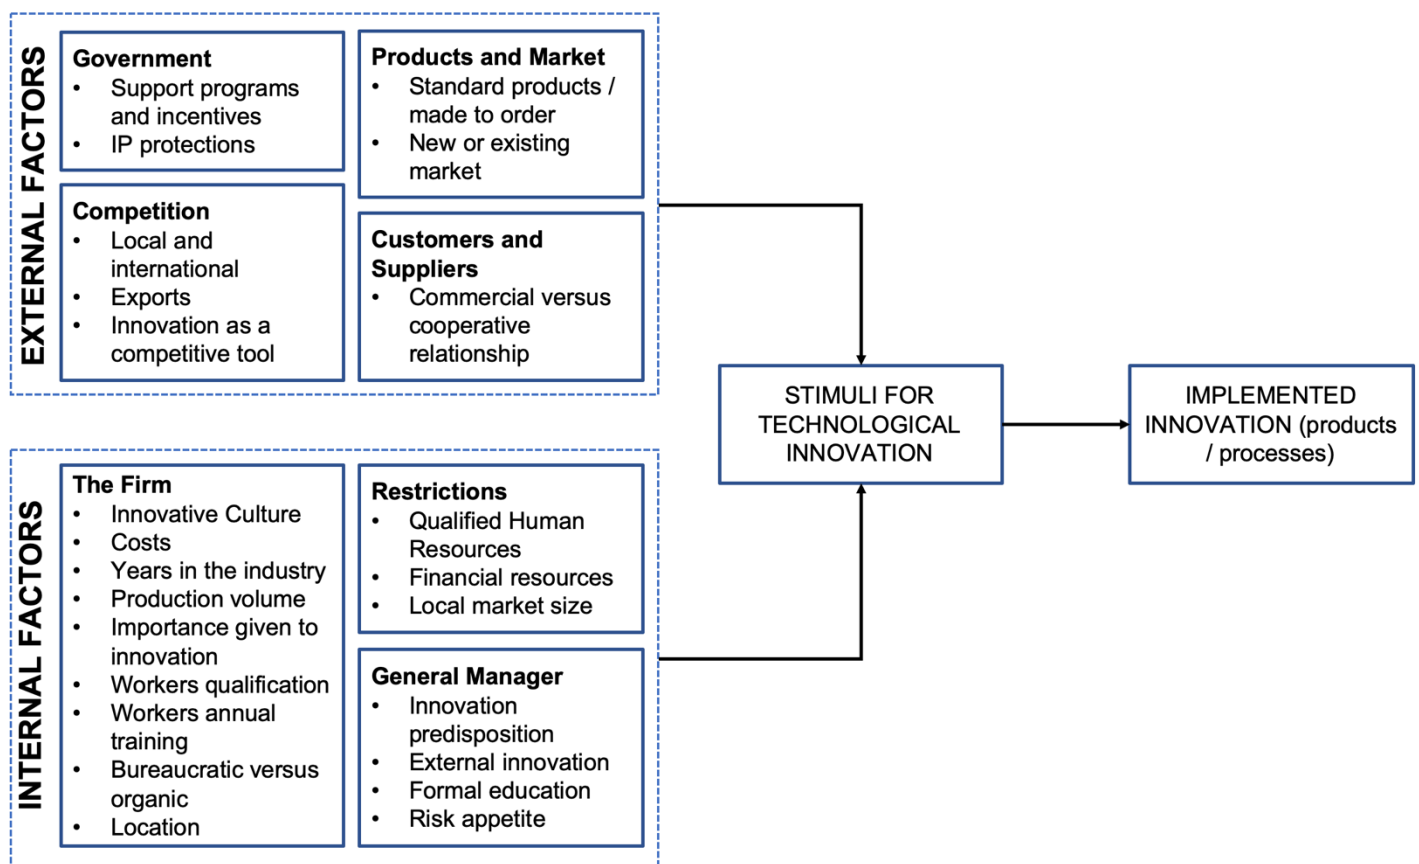 EXTERNAL FACTORS
Government
• Support programs
and incentives
• IP protections
Products and Market
• Standard products /
made to order
• New or existing
market
Competition
• Local and
international
• Exports
• Innovation as a
competitive tool
Customers and
Suppliers
• Commercial versus
cooperative
relationship
INTERNAL FACTORS
The Firm
• Innovative Culture
• Costs
• Years in the industry
• Production volume
• Importance given to
innovation
• Workers qualification
• Workers annual
training
• Bureaucratic versus
organic
• Location
Restrictions
• Qualified Human
Resources
• Financial resources
• Local market size
General Manager
• Innovation
predisposition
• External innovation
• Formal education
• Risk appetite
STIMULI FOR
TECHNOLOGICAL
INNOVATION
IMPLEMENTED
INNOVATION (products
/ processes)